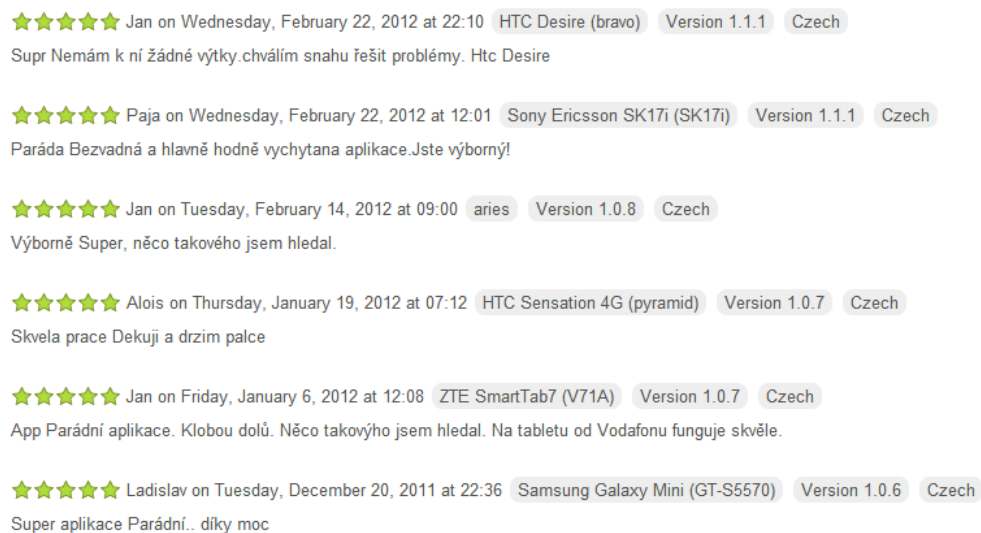 Jan on Wednesday, February 22, 2012 at 22:10 HTC Desire (bravo) Version 1.1.1 Czech
Supr Nemám k ní žádné výtky.chválím snahu řešit problémy. Htc Desire
Paja on Wednesday, February 22, 2012 at 12:01 Sony Ericsson SK17i (SK17i) Version 1.1.1 Czech
Paráda Bezvadná a hlavně hodně vychytana aplikace.Jste výborný!
Jan on Tuesday, February 14, 2012 at 09:00 aries Version 1.0.8 Czech
Výborně Super, něco takového jsem hledal.
Alois on Thursday, January 19, 2012 at 07:12 HTC Sensation 4G (pyramid) Version 1.0.7 Czech
Skvela prace Dekuji a drzim palce
Jan on Friday, January 6, 2012 at 12:08 ZTE SmartTab7 (V71A) Version 1.0.7 Czech
App Parádní aplikace. Klobou dolů. Něco takovýho jsem hledal. Na tabletu od Vodafonu funguje skvěle.
Ladislav on Tuesday, December 20, 2011 at 22:36 Samsung Galaxy Mini (GT-S5570) Version 1.0.6 Czech
Super aplikace Parádní.. díky moc